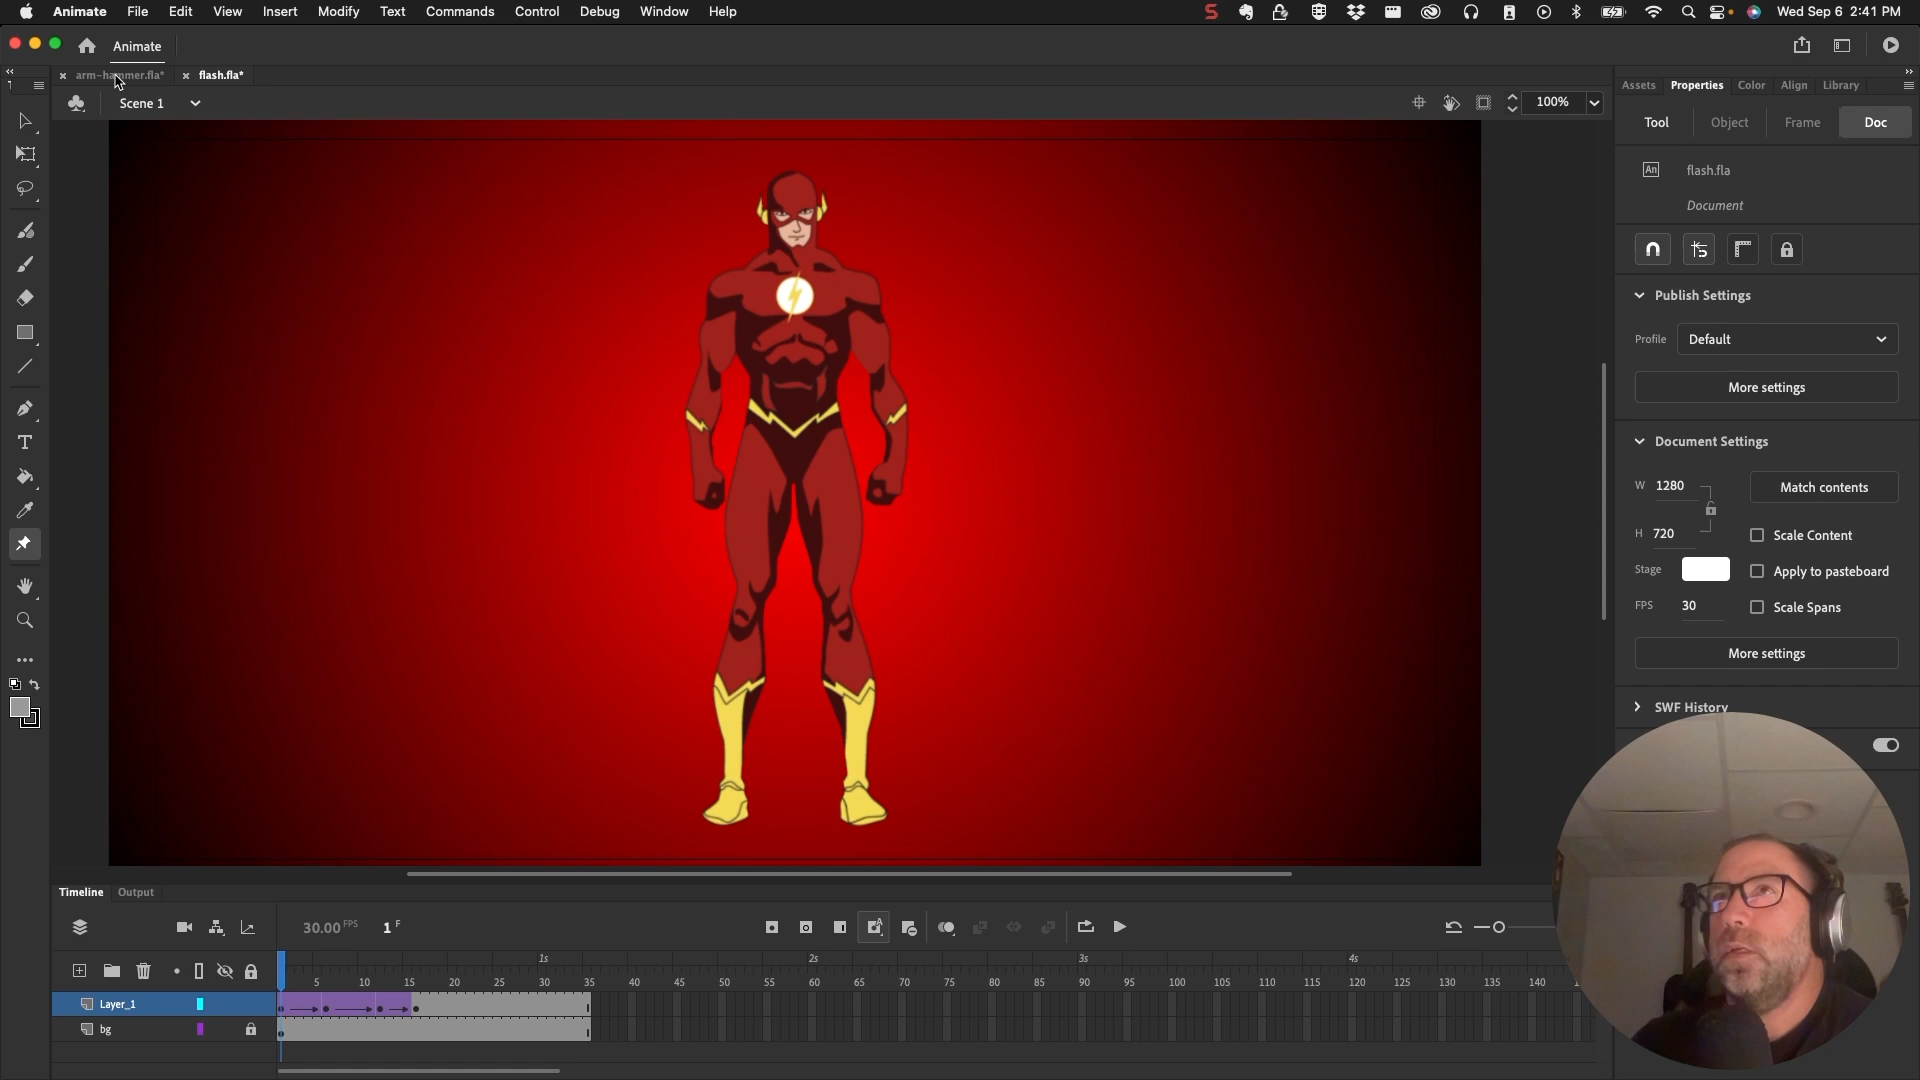 Animate File Edit View Insert Modify Text Commands Control Debug Window Help Wed Sep 6 2:41 PM
Animate
arm-hammer.fla* flash.fla*
Scene 1
100%
Assets Properties Color Align Library
Tool Object Frame Doc
An flash.fla
Document
Publish Settings
Profile Default
More settings
Document Settings
W 1280 Match contents
H 720 Scale Content
Stage Apply to pasteboard
FPS 30 Scale Spans
More settings
SWF History
Timeline Output
30.00 FPS 1 F
1s 2s 3s 4s
5 10 15 20 25 30 35 40 45 50 55 60 65 70 75 80 85 90 95 100 105 110 115 120 125 130 135 140
Layer_1
bg